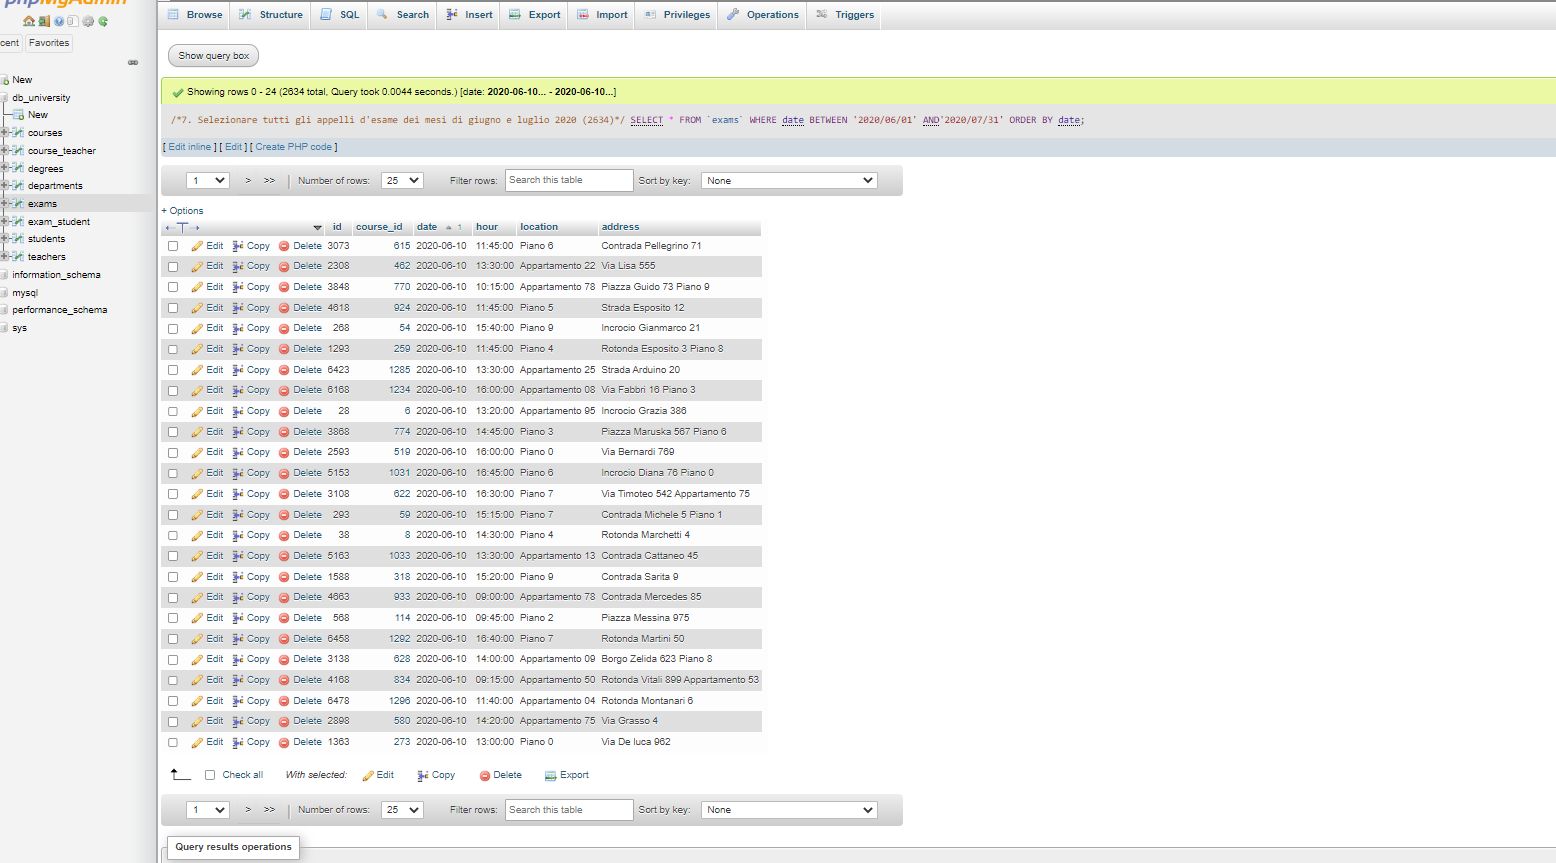 phpMyAdmin
cent Favorites
New
db_university
New
courses
course_teacher
degrees
departments
exams
exam_student
students
teachers
information_schema
mysql
performance_schema
sys
Browse Structure SQL Search Insert Export Import Privileges Operations Triggers
Show query box
Showing rows 0 - 24 (2634 total, Query took 0.0044 seconds.) [date: 2020-06-10... - 2020-06-10...]
/*7. Selezionare tutti gli appelli d'esame dei mesi di giugno e luglio 2020 (2634)*/ SELECT * FROM `exams` WHERE date BETWEEN '2020/06/01' AND'2020/07/31' ORDER BY date;
[ Edit inline ] [ Edit ] [ Create PHP code ]
1 > >> Number of rows: 25 Filter rows: Search this table Sort by key: None
+ Options
←T→ id course_id date 1 hour location address
Edit Copy Delete 3073 615 2020-06-10 11:45:00 Piano 6 Contrada Pellegrino 71
Edit Copy Delete 2308 462 2020-06-10 13:30:00 Appartamento 22 Via Lisa 555
Edit Copy Delete 3848 770 2020-06-10 10:15:00 Appartamento 78 Piazza Guido 73 Piano 9
Edit Copy Delete 4618 924 2020-06-10 11:45:00 Piano 5 Strada Esposito 12
Edit Copy Delete 268 54 2020-06-10 15:40:00 Piano 9 Incrocio Gianmarco 21
Edit Copy Delete 1293 259 2020-06-10 11:45:00 Piano 4 Rotonda Esposito 3 Piano 8
Edit Copy Delete 6423 1285 2020-06-10 13:30:00 Appartamento 25 Strada Arduino 20
Edit Copy Delete 6168 1234 2020-06-10 16:00:00 Appartamento 08 Via Fabbri 16 Piano 3
Edit Copy Delete 28 6 2020-06-10 13:20:00 Appartamento 95 Incrocio Grazia 386
Edit Copy Delete 3868 774 2020-06-10 14:45:00 Piano 3 Piazza Maruska 567 Piano 6
Edit Copy Delete 2593 519 2020-06-10 16:00:00 Piano 0 Via Bernardi 769
Edit Copy Delete 5153 1031 2020-06-10 16:45:00 Piano 6 Incrocio Diana 76 Piano 0
Edit Copy Delete 3108 622 2020-06-10 16:30:00 Piano 7 Via Timoteo 542 Appartamento 75
Edit Copy Delete 293 59 2020-06-10 15:15:00 Piano 7 Contrada Michele 5 Piano 1
Edit Copy Delete 38 8 2020-06-10 14:30:00 Piano 4 Rotonda Marchetti 4
Edit Copy Delete 5163 1033 2020-06-10 13:30:00 Appartamento 13 Contrada Cattaneo 45
Edit Copy Delete 1588 318 2020-06-10 15:20:00 Piano 9 Contrada Sarita 9
Edit Copy Delete 4663 933 2020-06-10 09:00:00 Appartamento 78 Contrada Mercedes 85
Edit Copy Delete 568 114 2020-06-10 09:45:00 Piano 2 Piazza Messina 975
Edit Copy Delete 6458 1292 2020-06-10 16:40:00 Piano 7 Rotonda Martini 50
Edit Copy Delete 3138 628 2020-06-10 14:00:00 Appartamento 09 Borgo Zelida 623 Piano 8
Edit Copy Delete 4168 834 2020-06-10 09:15:00 Appartamento 50 Rotonda Vitali 899 Appartamento 53
Edit Copy Delete 6478 1296 2020-06-10 11:40:00 Appartamento 04 Rotonda Montanari 6
Edit Copy Delete 2898 580 2020-06-10 14:20:00 Appartamento 75 Via Grasso 4
Edit Copy Delete 1363 273 2020-06-10 13:00:00 Piano 0 Via De luca 962
Check all With selected: Edit Copy Delete Export
1 > >> Number of rows: 25 Filter rows: Search this table Sort by key: None
Query results operations